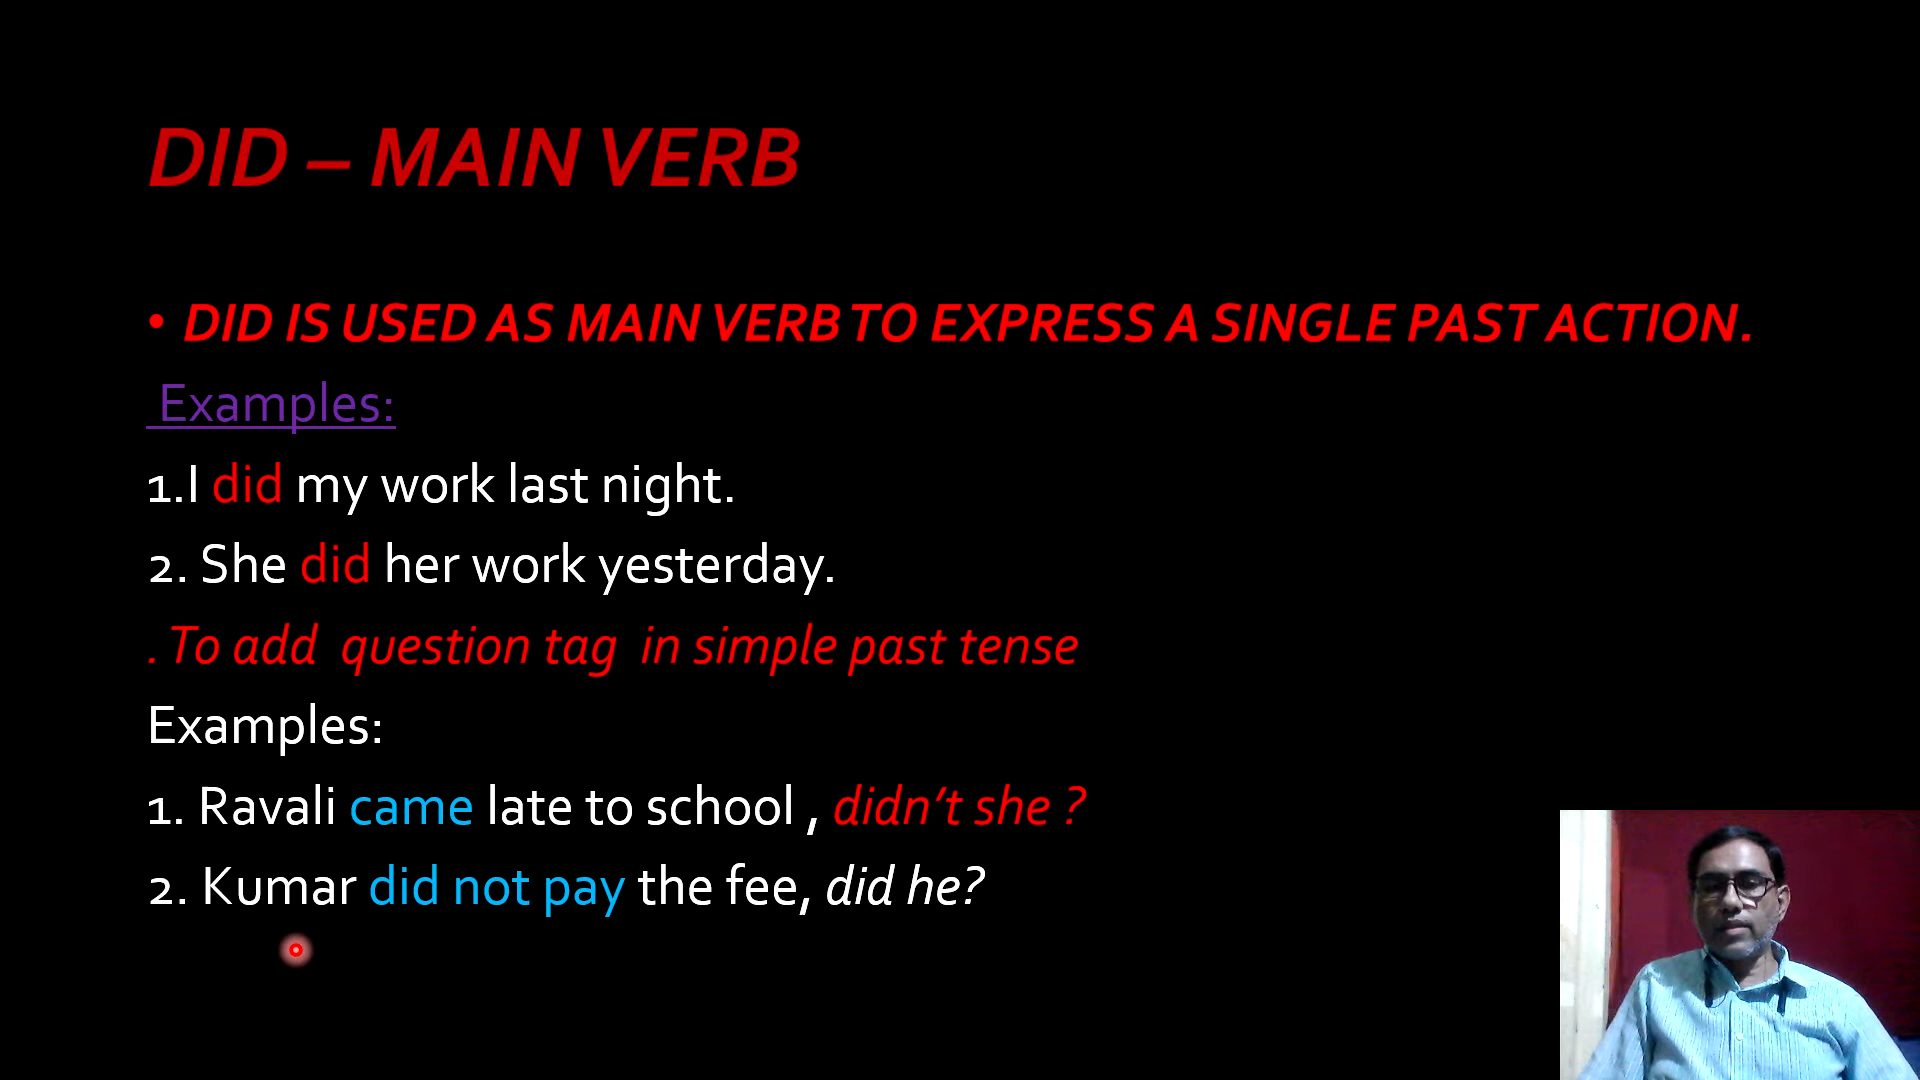 DID – MAIN VERB
• DID IS USED AS MAIN VERB TO EXPRESS A SINGLE PAST ACTION.
Examples:
1.I did my work last night.
2. She did her work yesterday.
. To add  question tag  in simple past tense
Examples:
1. Ravali came late to school , didn’t she ?
2. Kumar did not pay the fee, did he?